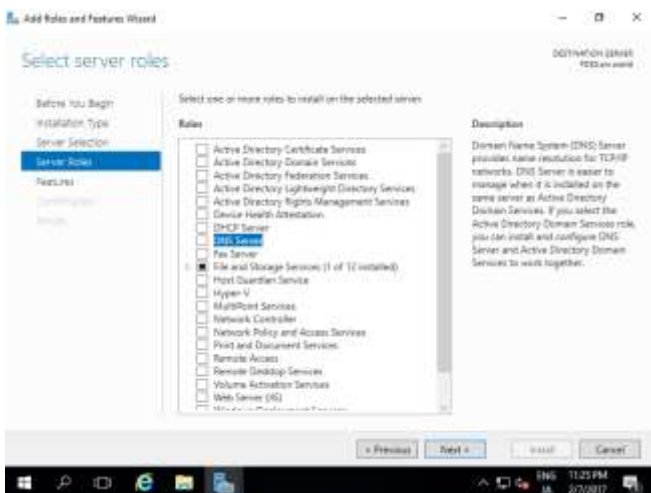 Add Roles and Features Wizard
Select server roles
DESTINATION SERVER
Before You Begin
Installation Type
Server Selection
Server Roles
Features
Confirmation
Results
Select one or more roles to install on the selected server.
Roles
Active Directory Certificate Services
Active Directory Domain Services
Active Directory Federation Services
Active Directory Lightweight Directory Services
Active Directory Rights Management Services
Device Health Attestation
DHCP Server
DNS Server
Fax Server
File and Storage Services (1 of 12 installed)
Host Guardian Service
Hyper-V
MultiPoint Services
Network Controller
Network Policy and Access Services
Print and Document Services
Remote Access
Remote Desktop Services
Volume Activation Services
Web Server (IIS)
Windows Deployment Services
Description
Domain Name System (DNS) Server
provides name resolution for TCP/IP
networks. DNS Server is easier to
manage when it is installed on the
same server as Active Directory
Domain Services. If you select the
Active Directory Domain Services role,
you can install and configure DNS
Server and Active Directory Domain
Services to work together.
< Previous
Next >
Install
Cancel
ENG
11:25 PM
2/7/2017